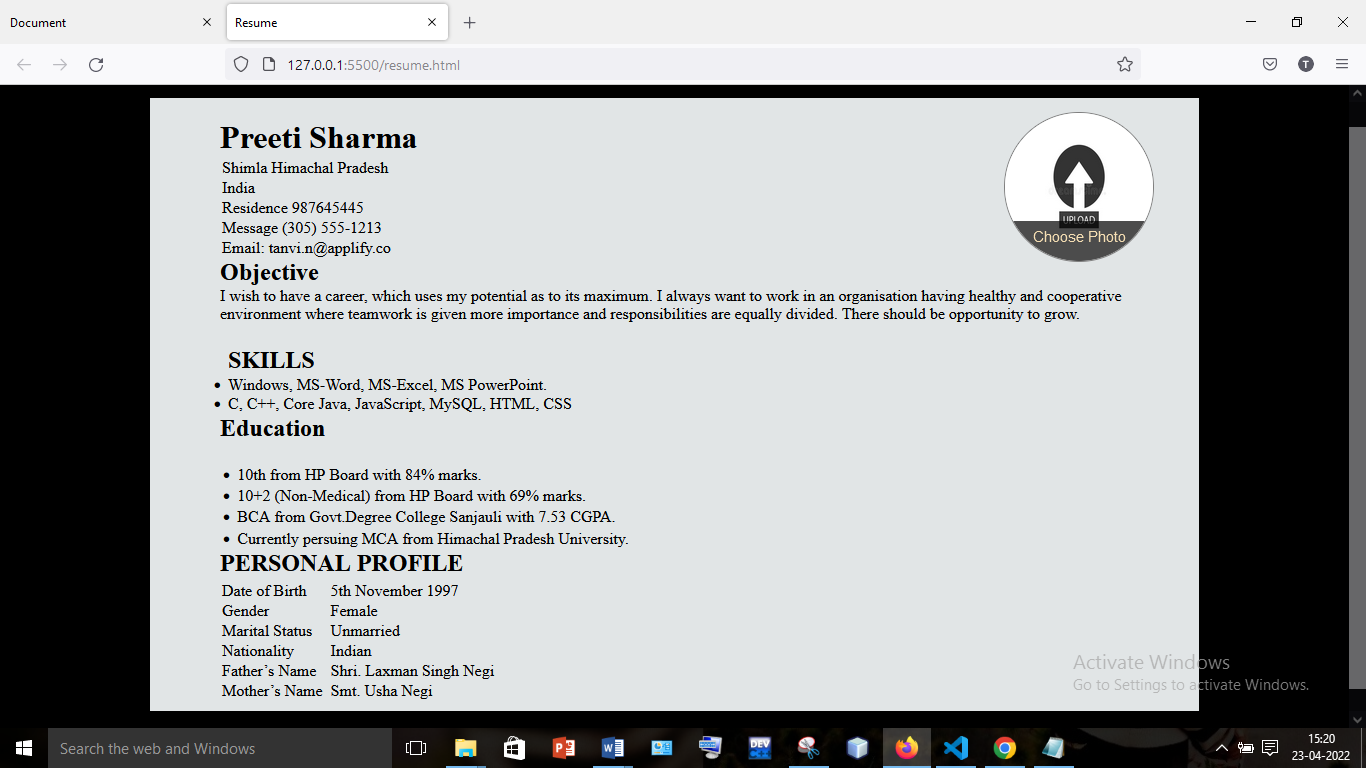 Document
Resume
127.0.0.1:5500/resume.html
T
Preeti Sharma
Shimla Himachal Pradesh
India
Residence 987645445
Message (305) 555-1213
Email: tanvi.n@applify.co
UPLOAD
Choose Photo
Objective
I wish to have a career, which uses my potential as to its maximum. I always want to work in an organisation having healthy and cooperative
environment where teamwork is given more importance and responsibilities are equally divided. There should be opportunity to grow.
SKILLS
• Windows, MS-Word, MS-Excel, MS PowerPoint.
• C, C++, Core Java, JavaScript, MySQL, HTML, CSS
Education
• 10th from HP Board with 84% marks.
• 10+2 (Non-Medical) from HP Board with 69% marks.
• BCA from Govt.Degree College Sanjauli with 7.53 CGPA.
• Currently persuing MCA from Himachal Pradesh University.
PERSONAL PROFILE
Date of Birth 5th November 1997
Gender Female
Marital Status Unmarried
Nationality Indian
Father’s Name Shri. Laxman Singh Negi
Mother’s Name Smt. Usha Negi
Activate Windows
Go to Settings to activate Windows.
Search the web and Windows
DEV
15:20
23-04-2022